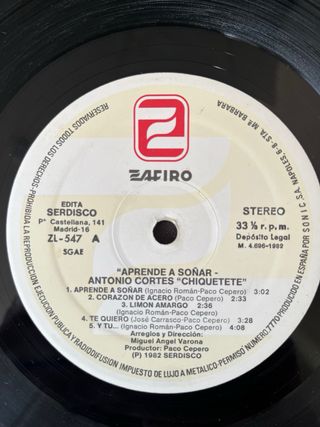 ZAFIRO
EDITA
SERDISCO
Pº Castellana, 141
Madrid-16
ZL-547 A
SGAE
STEREO
33 ⅓ r. p. m.
Depósito Legal
M. 4.696-1982
"APRENDE A SOÑAR -
ANTONIO CORTES "CHIQUETETE"
1. APRENDE A SOÑAR (Ignacio Román-Paco Cepero) 3:02
2. CORAZON DE ACERO (Paco Cepero) 2:33
3. LIMON AMARGO
(Ignacio Román-Paco Cepero) 2:36
4. TE QUIERO (José Carrasco-Paco Cepero) 3:28
5. Y TU... (Ignacio Román-Paco Cepero) 4:08
Arreglos y Dirección:
Miguel Angel Varona
Productor: Paco Cepero
(P) 1982 SERDISCO
RESERVADOS TODOS LOS DERECHOS-PROHIBIDA LA REPRODUCCION, EJECUCION PUBLICA Y RADIODIFUSION IMPUESTO DE LUJO A METALICO-PERMISO NUMERO 7770 PRODUCIDO EN ESPAÑA POR SONIC, S.A. NAPOLES 6-8-STA Mª BARBARA